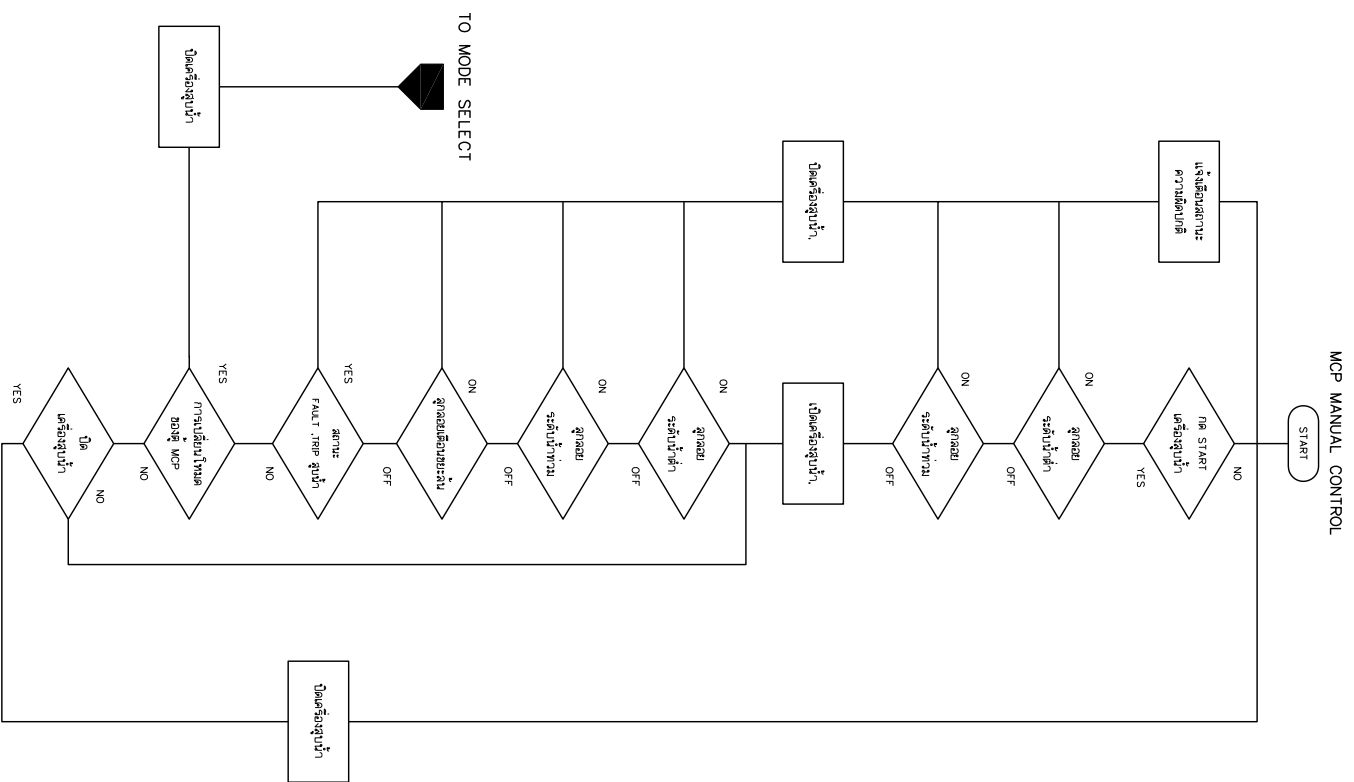 MCP MANUAL CONTROL
START
NO
กด START
เครื่องสูบน้ำ
YES
แจ้งเตือนสถานะ
ความผิดปกติ
ON
ลูกลอย
ระดับน้ำต่ำ
OFF
ON
ลูกลอย
ระดับน้ำท่วม
OFF
ปิดเครื่องสูบน้ำ,
เปิดเครื่องสูบน้ำ,
ON
ลูกลอย
ระดับน้ำต่ำ
OFF
ON
ลูกลอย
ระดับน้ำท่วม
OFF
ON
ลูกลอยเตือนขยะล้น
OFF
TO MODE SELECT
YES
สถานะ
FAULT ,TRIP สูบน้ำ
NO
ปิดเครื่องสูบน้ำ
YES
การเปลี่ยนโหมด
ของตู้ MCP
NO
ปิดเครื่องสูบน้ำ
ปิด
เครื่องสูบน้ำ
NO
YES